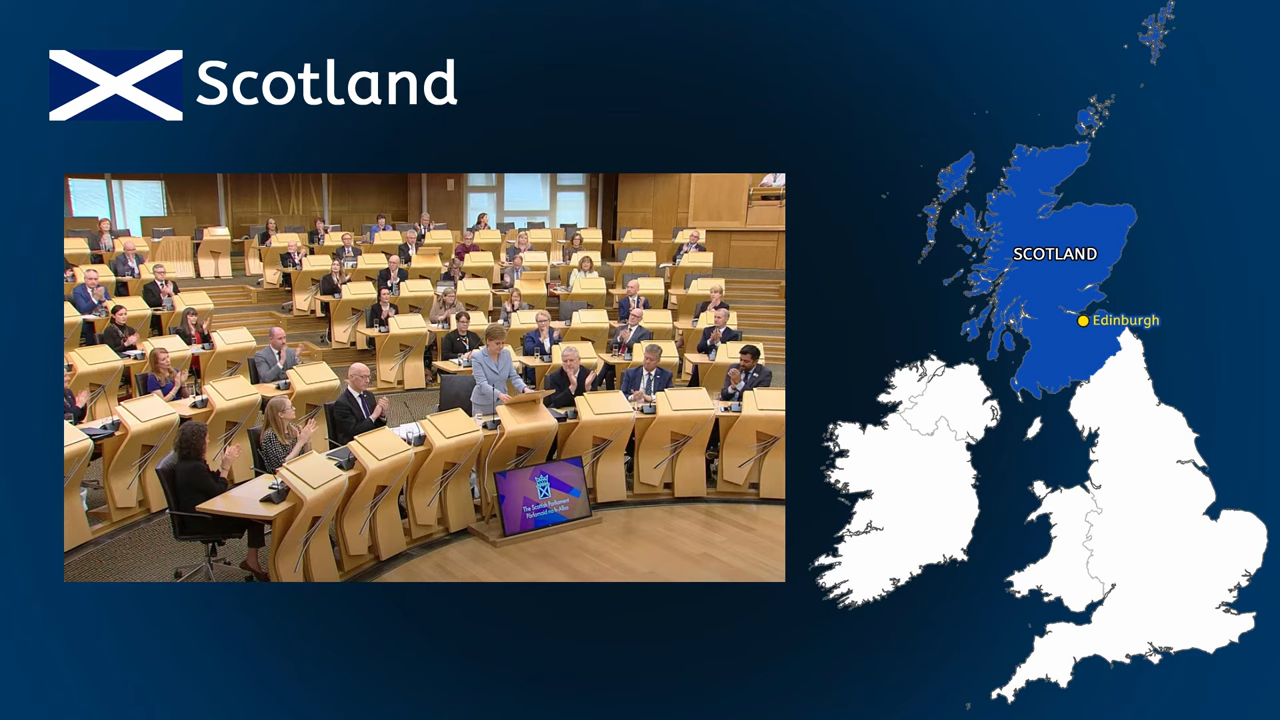 Scotland
SCOTLAND
Edinburgh
The Scottish Parliament
Pàrlamaid na h-Alba